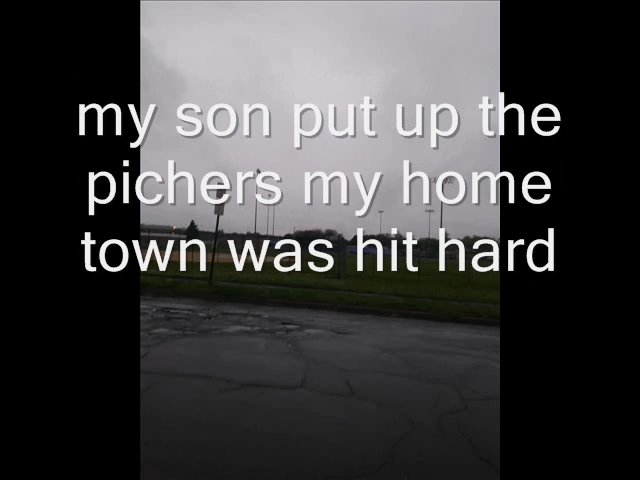 my son put up the
pichers my home
town was hit hard